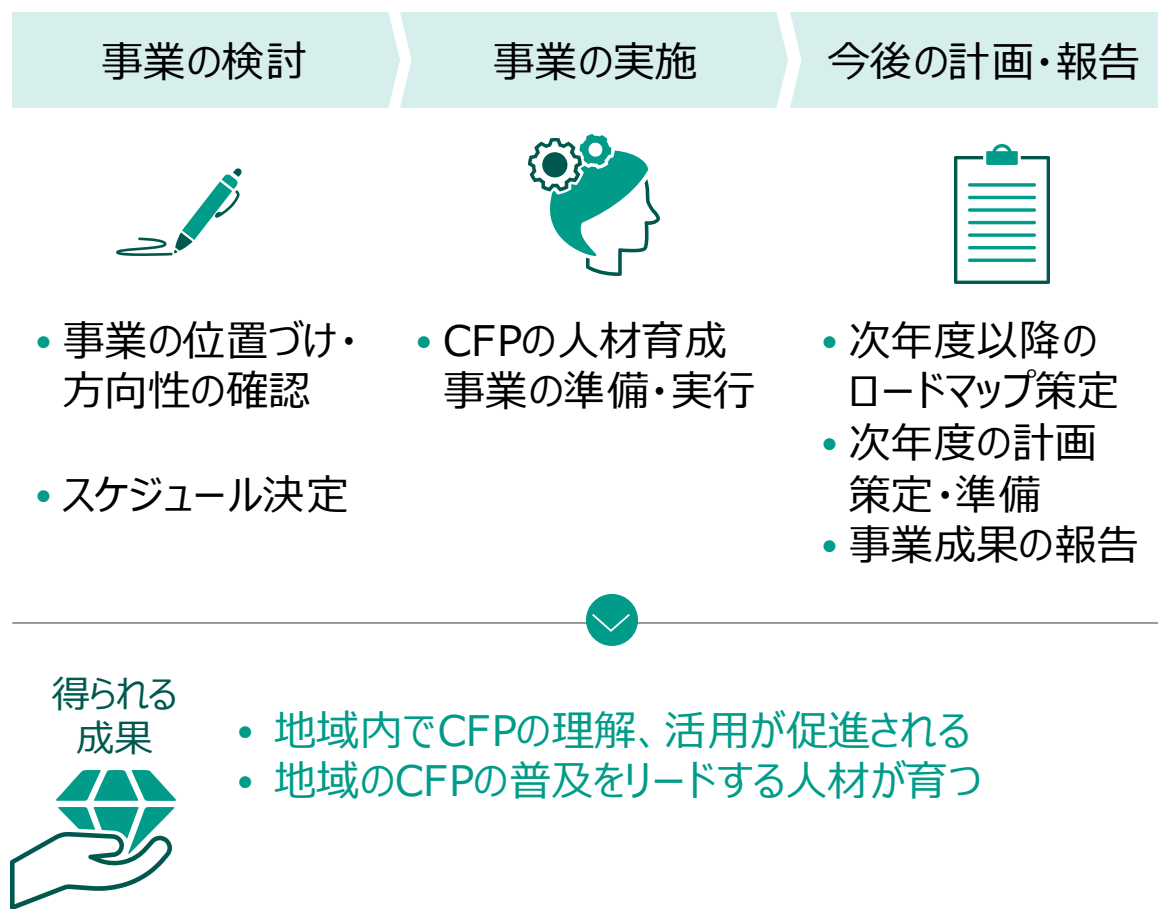 事業の検討
事業の実施
今後の計画・報告
• 事業の位置づけ・
方向性の確認
• スケジュール決定
• CFPの人材育成
事業の準備・実行
• 次年度以降の
ロードマップ策定
• 次年度の計画
策定・準備
• 事業成果の報告
得られる
成果
• 地域内でCFPの理解、活用が促進される
• 地域のCFPの普及をリードする人材が育つ